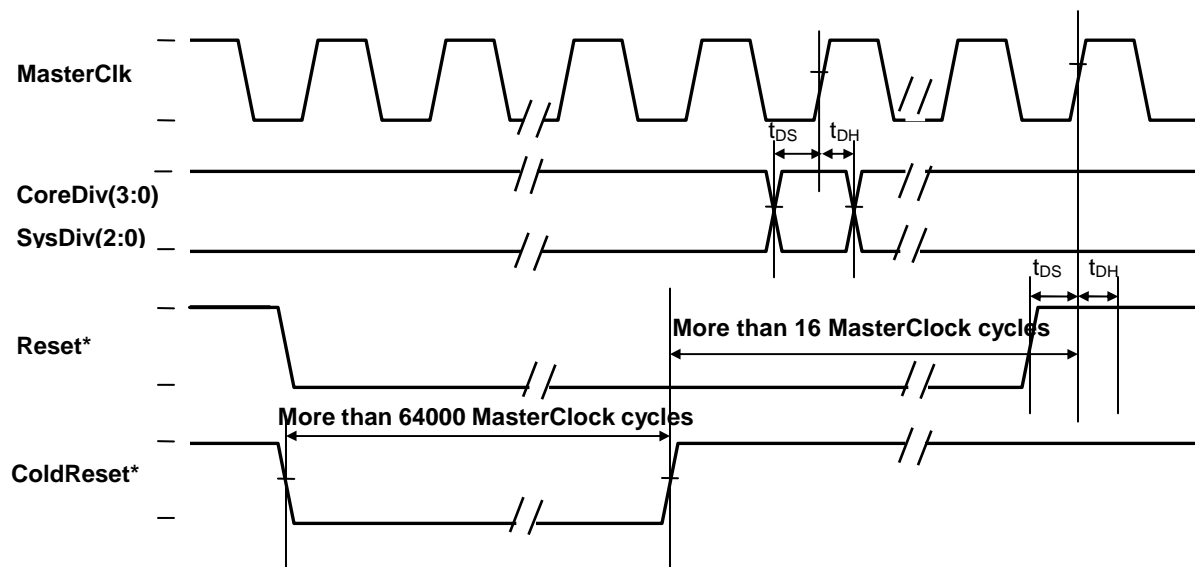 MasterClk
tDS
tDH
CoreDiv(3:0)
SysDiv(2:0)
tDS
tDH
More than 16 MasterClock cycles
Reset*
More than 64000 MasterClock cycles
ColdReset*